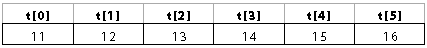 t[0] t[1] t[2] t[3] t[4] t[5]
11 12 13 14 15 16